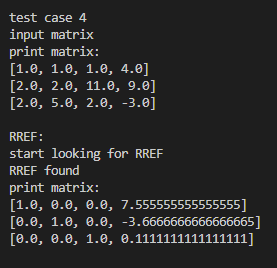 test case 4
input matrix
print matrix:
[1.0, 1.0, 1.0, 4.0]
[2.0, 2.0, 11.0, 9.0]
[2.0, 5.0, 2.0, -3.0]
RREF:
start looking for RREF
RREF found
print matrix:
[1.0, 0.0, 0.0, 7.555555555555555]
[0.0, 1.0, 0.0, -3.6666666666666665]
[0.0, 0.0, 1.0, 0.1111111111111111]